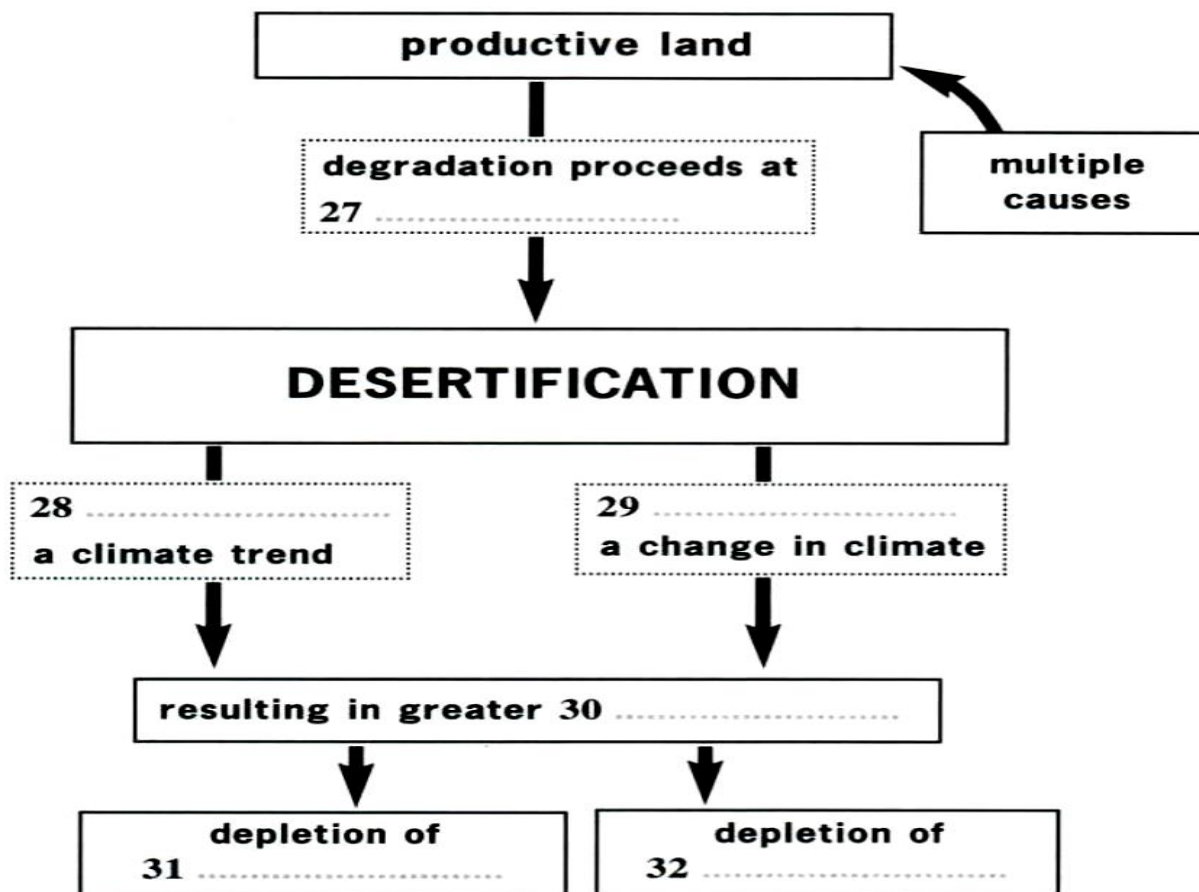 productive land
degradation proceeds at
27 ........................................
multiple
causes
DESERTIFICATION
28 ........................................
a climate trend
29 ........................................
a change in climate
resulting in greater 30 ........................................
depletion of
31 ........................................
depletion of
32 ........................................